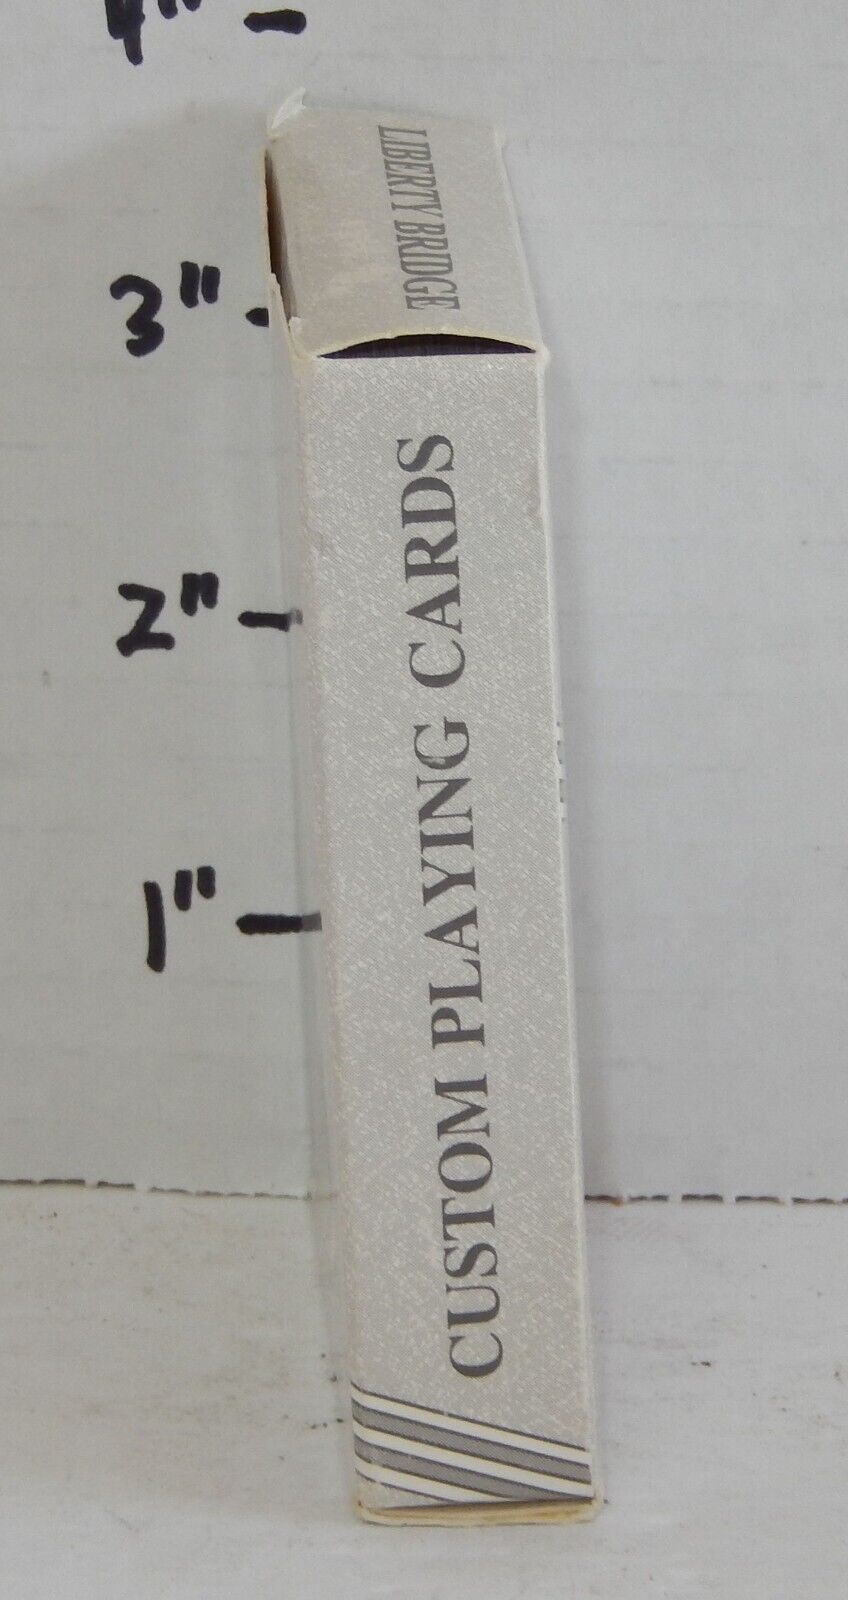 4"
LIBERTY BRIDGE
3"
2"
1"
CUSTOM PLAYING CARDS